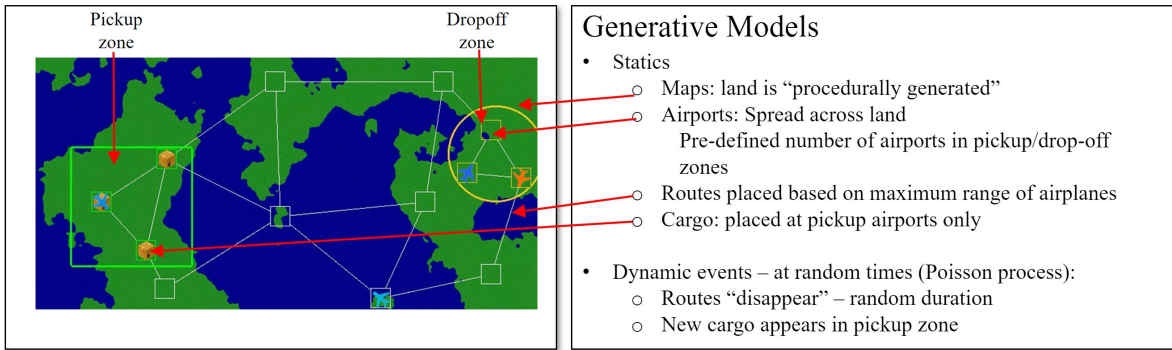 Pickup
zone
Dropoff
zone
Generative Models
• Statics
o Maps: land is “procedurally generated”
o Airports: Spread across land
Pre-defined number of airports in pickup/drop-off
zones
o Routes placed based on maximum range of airplanes
o Cargo: placed at pickup airports only
• Dynamic events – at random times (Poisson process):
o Routes “disappear” – random duration
o New cargo appears in pickup zone